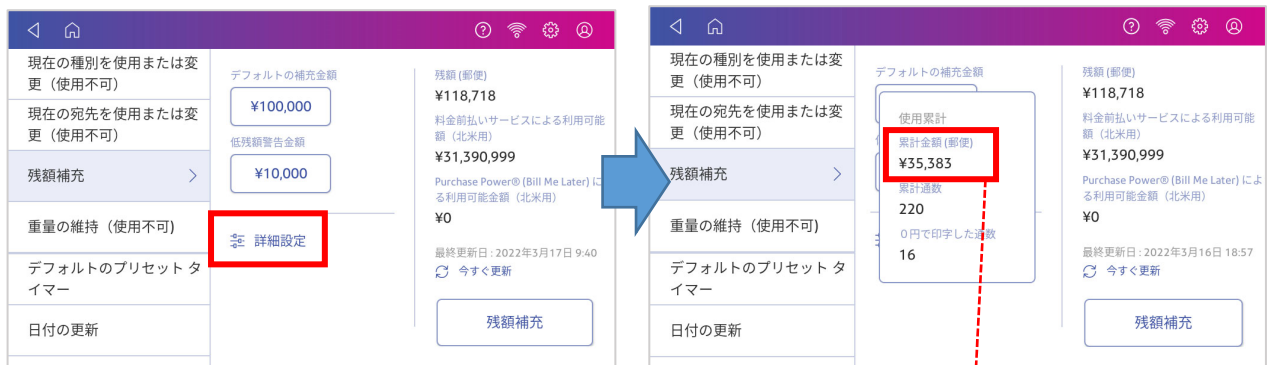 現在の種別を使用または変
更（使用不可）
現在の宛先を使用または変
更（使用不可）
残額補充
重量の維持（使用不可)
デフォルトのプリセット タ
イマー
日付の更新
デフォルトの補充金額
¥100,000
低残額警告金額
¥10,000
詳細設定
残額 (郵便)
¥118,718
料金前払いサービスによる利用可能
額（北米用）
¥31,390,999
Purchase Power® (Bill Me Later) に
る利用可能金額（北米用）
¥0
最終更新日 : 2022年3月17日 9:40
今すぐ更新
残額補充
現在の種別を使用または変
更（使用不可）
現在の宛先を使用または変
更（使用不可）
残額補充
重量の維持（使用不可)
デフォルトのプリセット タ
イマー
日付の更新
デフォルトの補充金額
使用累計
累計金額 (郵便)
¥35,383
累計通数
220
０円で印字した通数
16
残額 (郵便)
¥118,718
料金前払いサービスによる利用可能
額（北米用）
¥31,390,999
Purchase Power® (Bill Me Later) によ
る利用可能金額（北米用）
¥0
最終更新日 : 2022年3月16日 18:57
今すぐ更新
残額補充